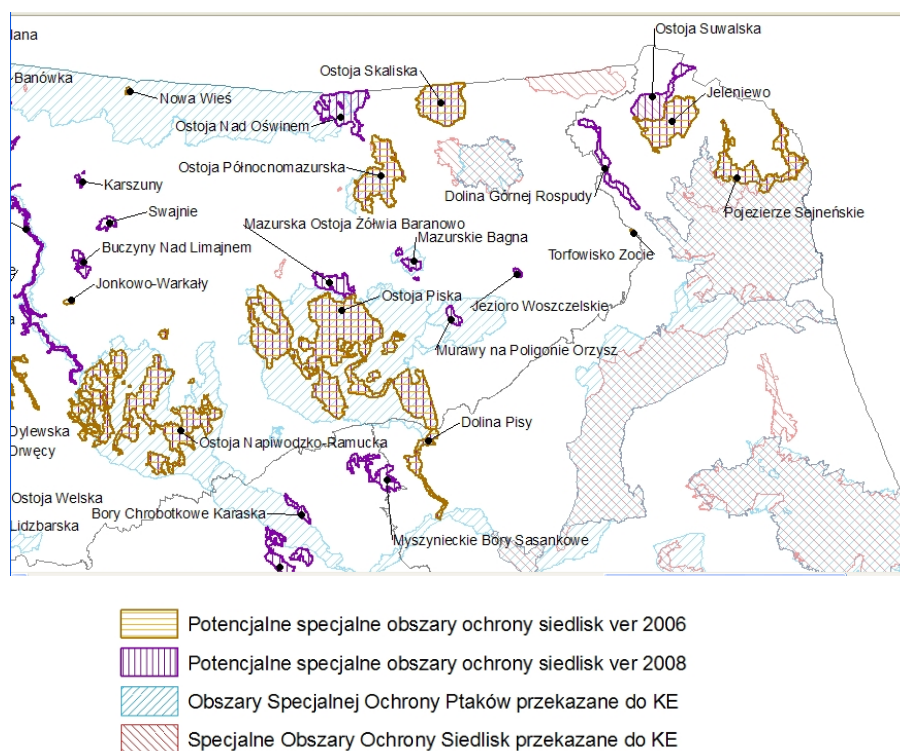 lana
Ostoja Suwalska
Banówka
Ostoja Skaliska
Nowa Wieś
Jeleniewo
Ostoja Nad Oświnem
Ostoja Północnomazurska
Karszuny
Dolina Górnej Rospudy
Swajnie
Mazurska Ostoja Żółwia Baranowo
Pojezierze Sejneńskie
Mazurskie Bagna
Buczyny Nad Limajnem
Torfowisko Zocie
Jonkowo-Warkały
Ostoja Piska
Jezioro Woszczelskie
Murawy na Poligonie Orzysz
Dolina Pisy
Dylewska
Orwęcy
Ostoja Napiwodzko-Ramucka
Ostoja Welska
Bory Chrobotkowe Karaska
Lidzbarska
Myszynieckie Bory Sasankowe
Potencjalne specjalne obszary ochrony siedlisk ver 2006
Potencjalne specjalne obszary ochrony siedlisk ver 2008
Obszary Specjalnej Ochrony Ptaków przekazane do KE
Specjalne Obszary Ochrony Siedlisk przekazane do KE